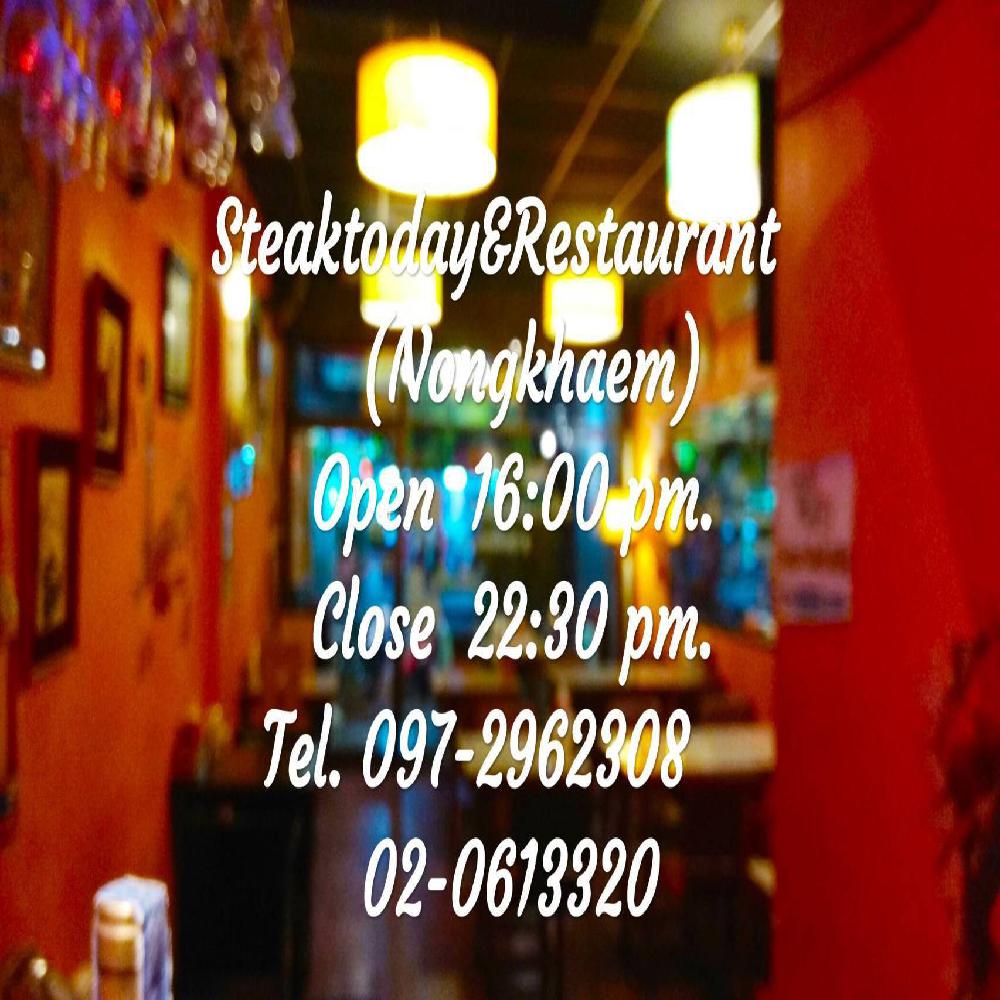 Steaktoday&Restaurant
(Nongkhaem)
Open 16:00 pm.
Close 22:30 pm.
Tel. 097-2962308
02-0613320